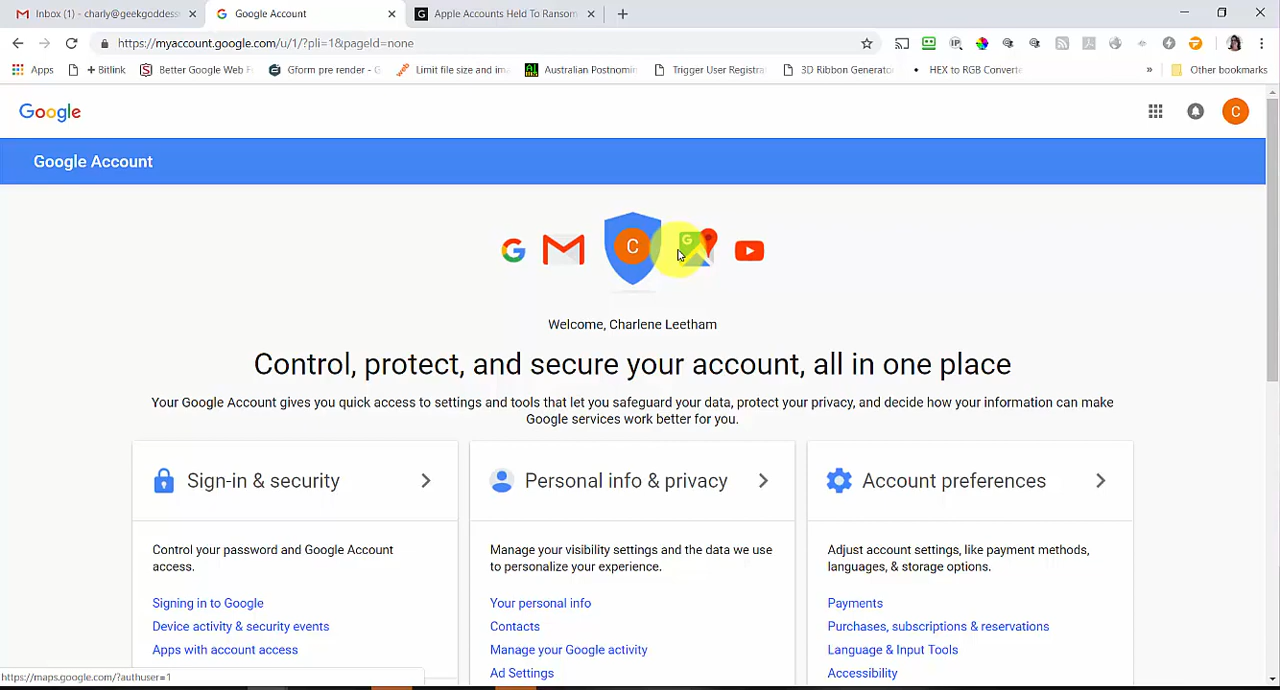 Inbox (1) - charly@geekgoddess
Google Account
Apple Accounts Held To Ransom
https://myaccount.google.com/u/1/?pli=1&pageId=none
Apps
+ Bitlink
Better Google Web F
Gform pre render - G
Limit file size and im
Australian Postnomin
Trigger User Registra
3D Ribbon Generato
HEX to RGB Converte
»
Other bookmarks
Google
C
Google Account
G
M
C
G
Welcome, Charlene Leetham
Control, protect, and secure your account, all in one place
Your Google Account gives you quick access to settings and tools that let you safeguard your data, protect your privacy, and decide how your information can make
Google services work better for you.
Sign-in & security
Control your password and Google Account
access.
Signing in to Google
Device activity & security events
Apps with account access
Personal info & privacy
Manage your visibility settings and the data we use
to personalize your experience.
Your personal info
Contacts
Manage your Google activity
Ad Settings
Account preferences
Adjust account settings, like payment methods,
languages, & storage options.
Payments
Purchases, subscriptions & reservations
Language & Input Tools
Accessibility
https://maps.google.com/?authuser=1